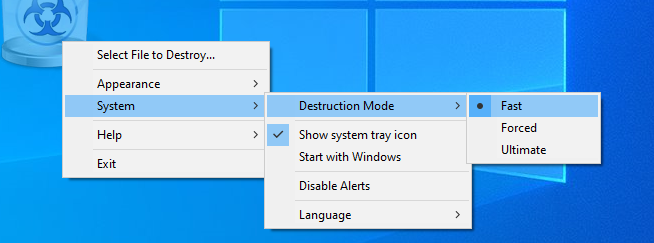 Select File to Destroy...
Appearance
System
Help
Exit
Destruction Mode
Show system tray icon
Start with Windows
Disable Alerts
Language
Fast
Forced
Ultimate